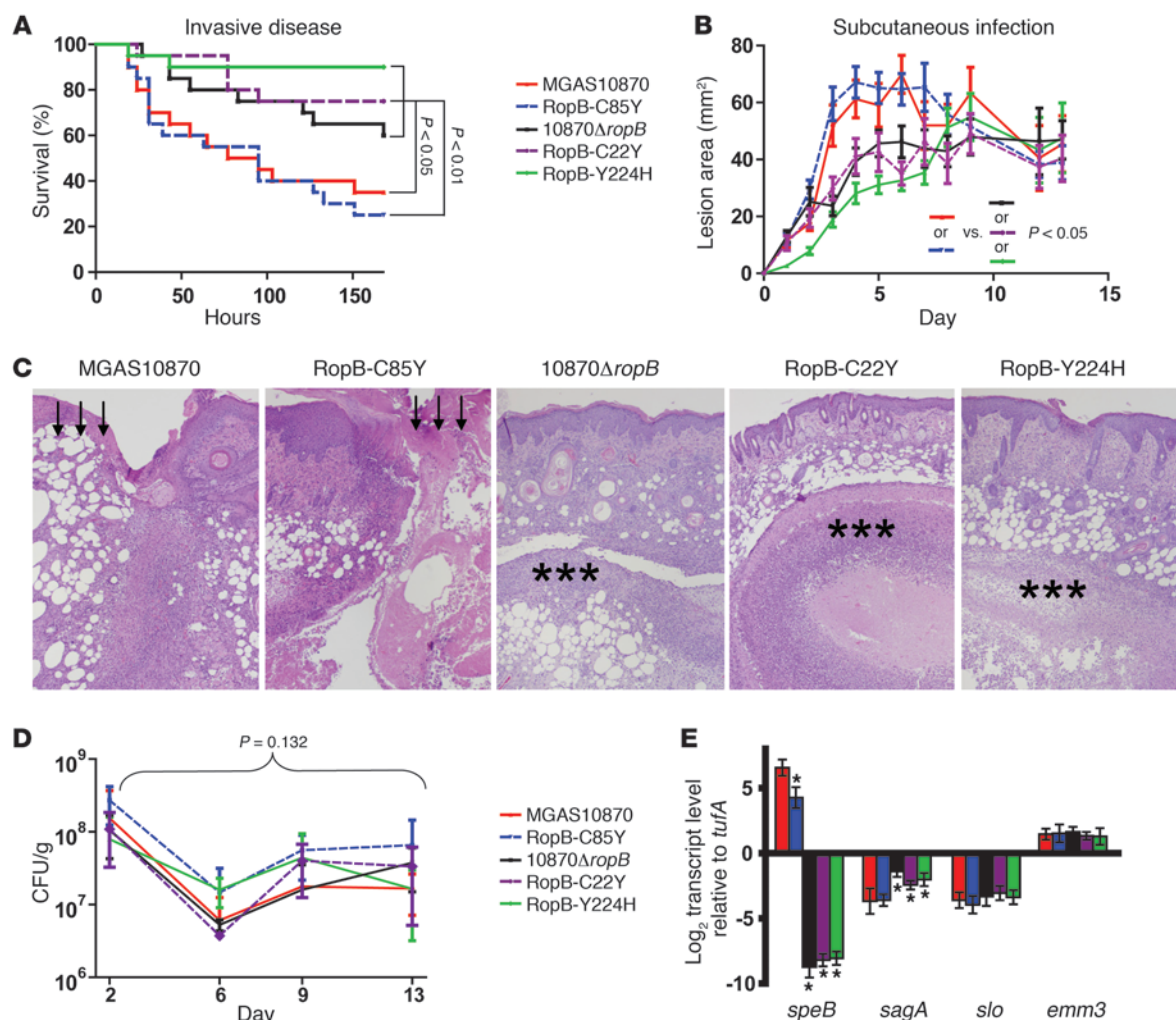 A
Invasive disease
Survival (%)
100
80
60
40
20
0
0
50
100
150
Hours
P < 0.05
P < 0.01
MGAS10870
RopB-C85Y
10870ΔropB
RopB-C22Y
RopB-Y224H
B
Subcutaneous infection
Lesion area (mm²)
80
60
40
20
0
0
5
10
15
Day
or vs. or P < 0.05
or
C
MGAS10870
RopB-C85Y
10870ΔropB
RopB-C22Y
RopB-Y224H
***
***
***
D
P = 0.132
CFU/g
10⁹
10⁸
10⁷
10⁶
2
6
9
13
Day
MGAS10870
RopB-C85Y
10870ΔropB
RopB-C22Y
RopB-Y224H
E
Log₂ transcript level
relative to tufA
5
0
-5
-10
*
* * *
* * *
speB
sagA
slo
emm3